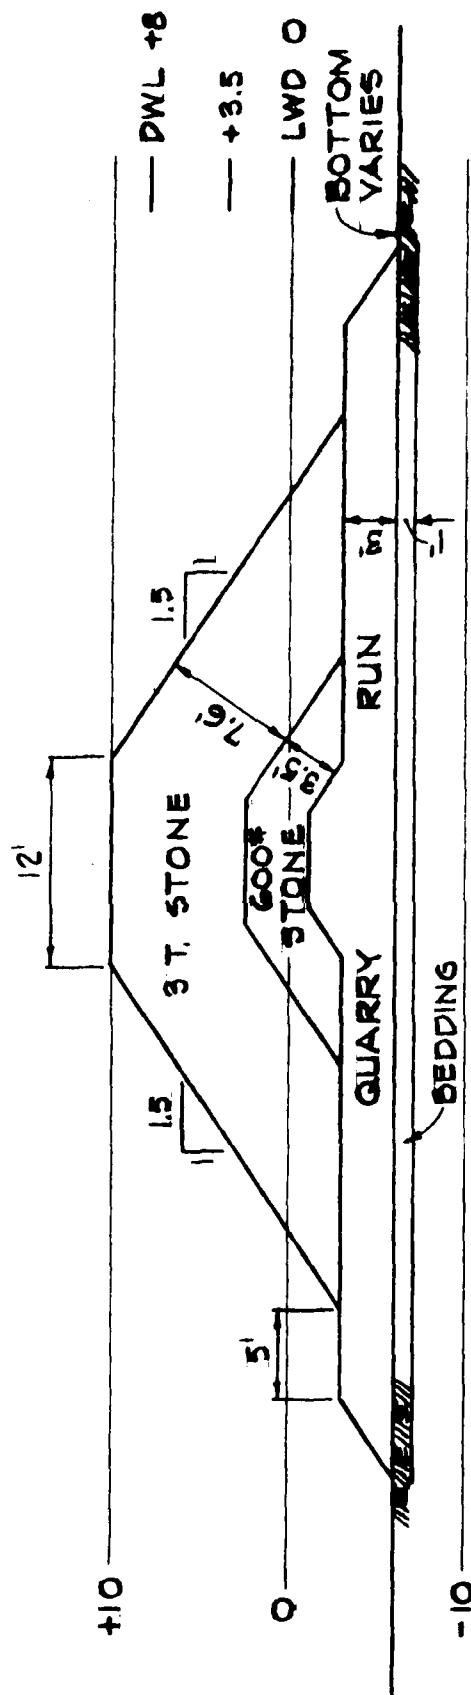 12'
DWL +8
+3.5
LWD 0
BOTTOM
VARIES
1.5
1
1.5
1
3 T. STONE
7.6'
600#
STONE
3.5'
5'
QUARRY RUN
3'
1'
BEDDING
+10
0
-10